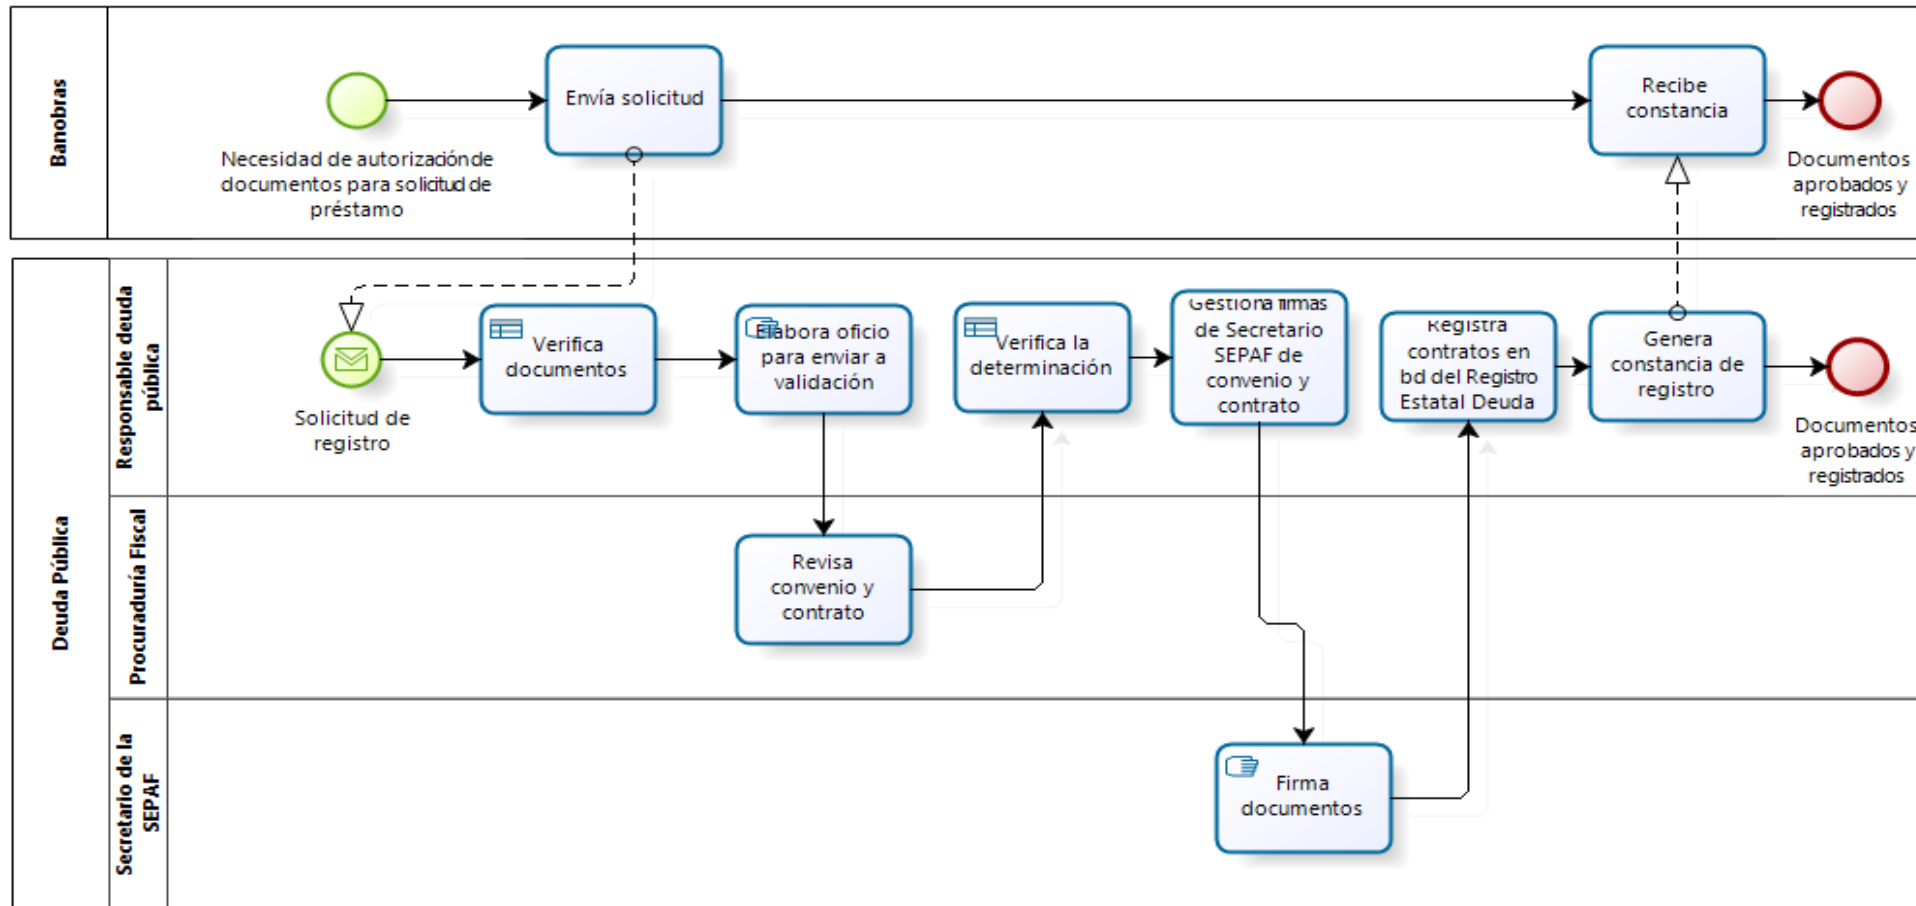 Banobras
Envía solicitud
Recibe
constancia
Necesidad de autorización de
documentos para solicitud de
préstamo
Documentos
aprobados y
registrados
Deuda Pública
Responsable deuda
pública
Solicitud de
registro
Verifica
documentos
Elabora oficio
para enviar a
validación
Verifica la
determinación
Gestiona firmas
de Secretario
SEPAF de
convenio y
contrato
Registra
contratos en
bd del Registro
Estatal Deuda
Genera
constancia de
registro
Documentos
aprobados y
registrados
Procuraduría Fiscal
Revisa
convenio y
contrato
Secretario de la
SEPAF
Firma
documentos